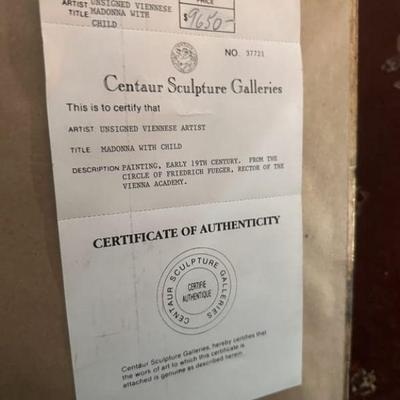 ARTIST UNSIGNED VIENNESE
TITLE MADONNA WITH
CHILD
PRICE
$9650-
NO. 37721
Centaur Sculpture Galleries
This is to certify that
ARTIST UNSIGNED VIENNESE ARTIST
TITLE MADONNA WITH CHILD
DESCRIPTION PAINTING, EARLY 19TH CENTURY. FROM THE
CIRCLE OF FRIEDRICH FUEGER, RECTOR OF THE
VIENNA ACADEMY.
CERTIFICATE OF AUTHENTICITY
CENTAUR SCULPTURE GALLERIES
CERTIFIE
AUTHENTIQUE
Centaur Sculpture Galleries, hereby certifies that
the work of art to which this certificate is
attached is genuine as described herein.